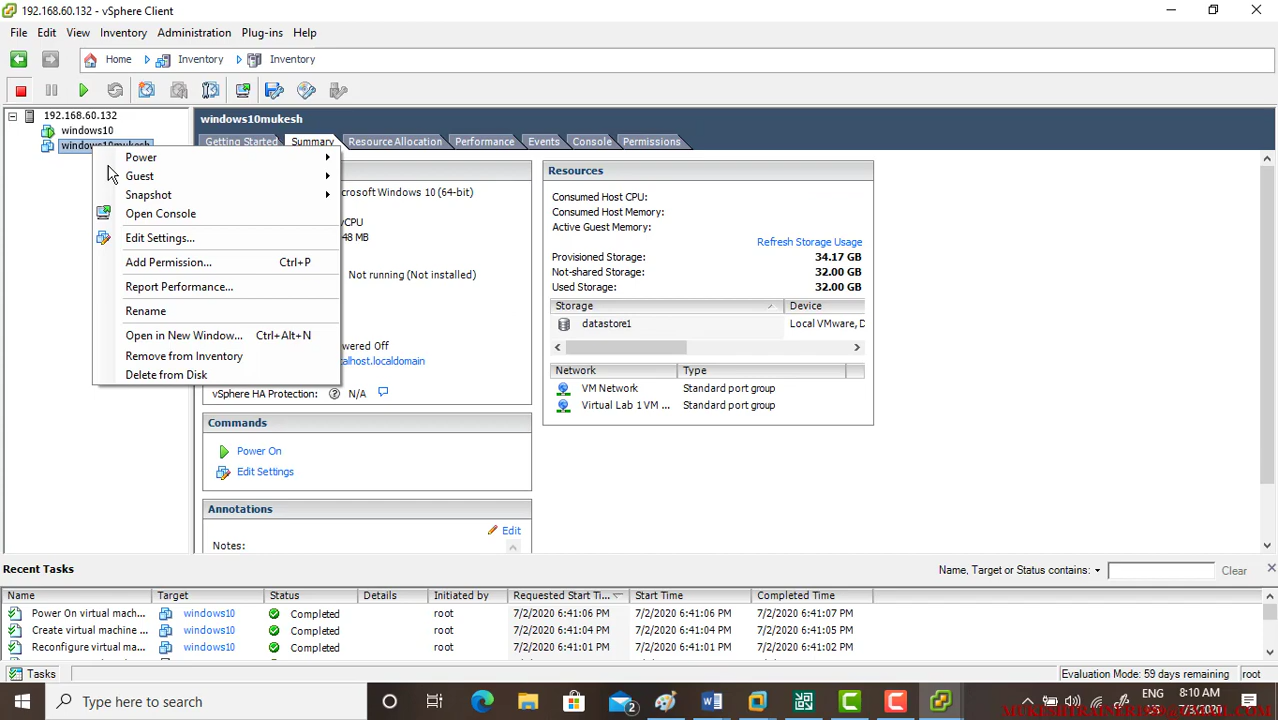 192.168.60.132 - vSphere Client
File Edit View Inventory Administration Plug-ins Help
Home Inventory Inventory
192.168.60.132
windows10
windows10mukesh
windows10mukesh
Getting Started Summary Resource Allocation Performance Events Console Permissions
Power
Guest
Snapshot
Open Console
Edit Settings...
Add Permission... Ctrl+P
Report Performance...
Rename
Open in New Window... Ctrl+Alt+N
Remove from Inventory
Delete from Disk
crosoft Windows 10 (64-bit)
vCPU
48 MB
Not running (Not installed)
wered Off
alhost.localdomain
vSphere HA Protection: N/A
Commands
Power On
Edit Settings
Annotations
Edit
Notes:
Resources
Consumed Host CPU:
Consumed Host Memory:
Active Guest Memory:
Refresh Storage Usage
Provisioned Storage: 34.17 GB
Not-shared Storage: 32.00 GB
Used Storage: 32.00 GB
Storage Device
datastore1 Local VMware, D
Network Type
VM Network Standard port group
Virtual Lab 1 VM ... Standard port group
Recent Tasks
Name, Target or Status contains: Clear
Name Target Status Details Initiated by Requested Start Ti... Start Time Completed Time
Power On virtual mach... windows10 Completed root 7/2/2020 6:41:06 PM 7/2/2020 6:41:06 PM 7/2/2020 6:41:07 PM
Create virtual machine ... windows10 Completed root 7/2/2020 6:41:04 PM 7/2/2020 6:41:04 PM 7/2/2020 6:41:05 PM
Reconfigure virtual ma... windows10 Completed root 7/2/2020 6:41:01 PM 7/2/2020 6:41:01 PM 7/2/2020 6:41:02 PM
Tasks
Evaluation Mode: 59 days remaining root
Type here to search
2
ENG
US
8:10 AM
7/3/2020